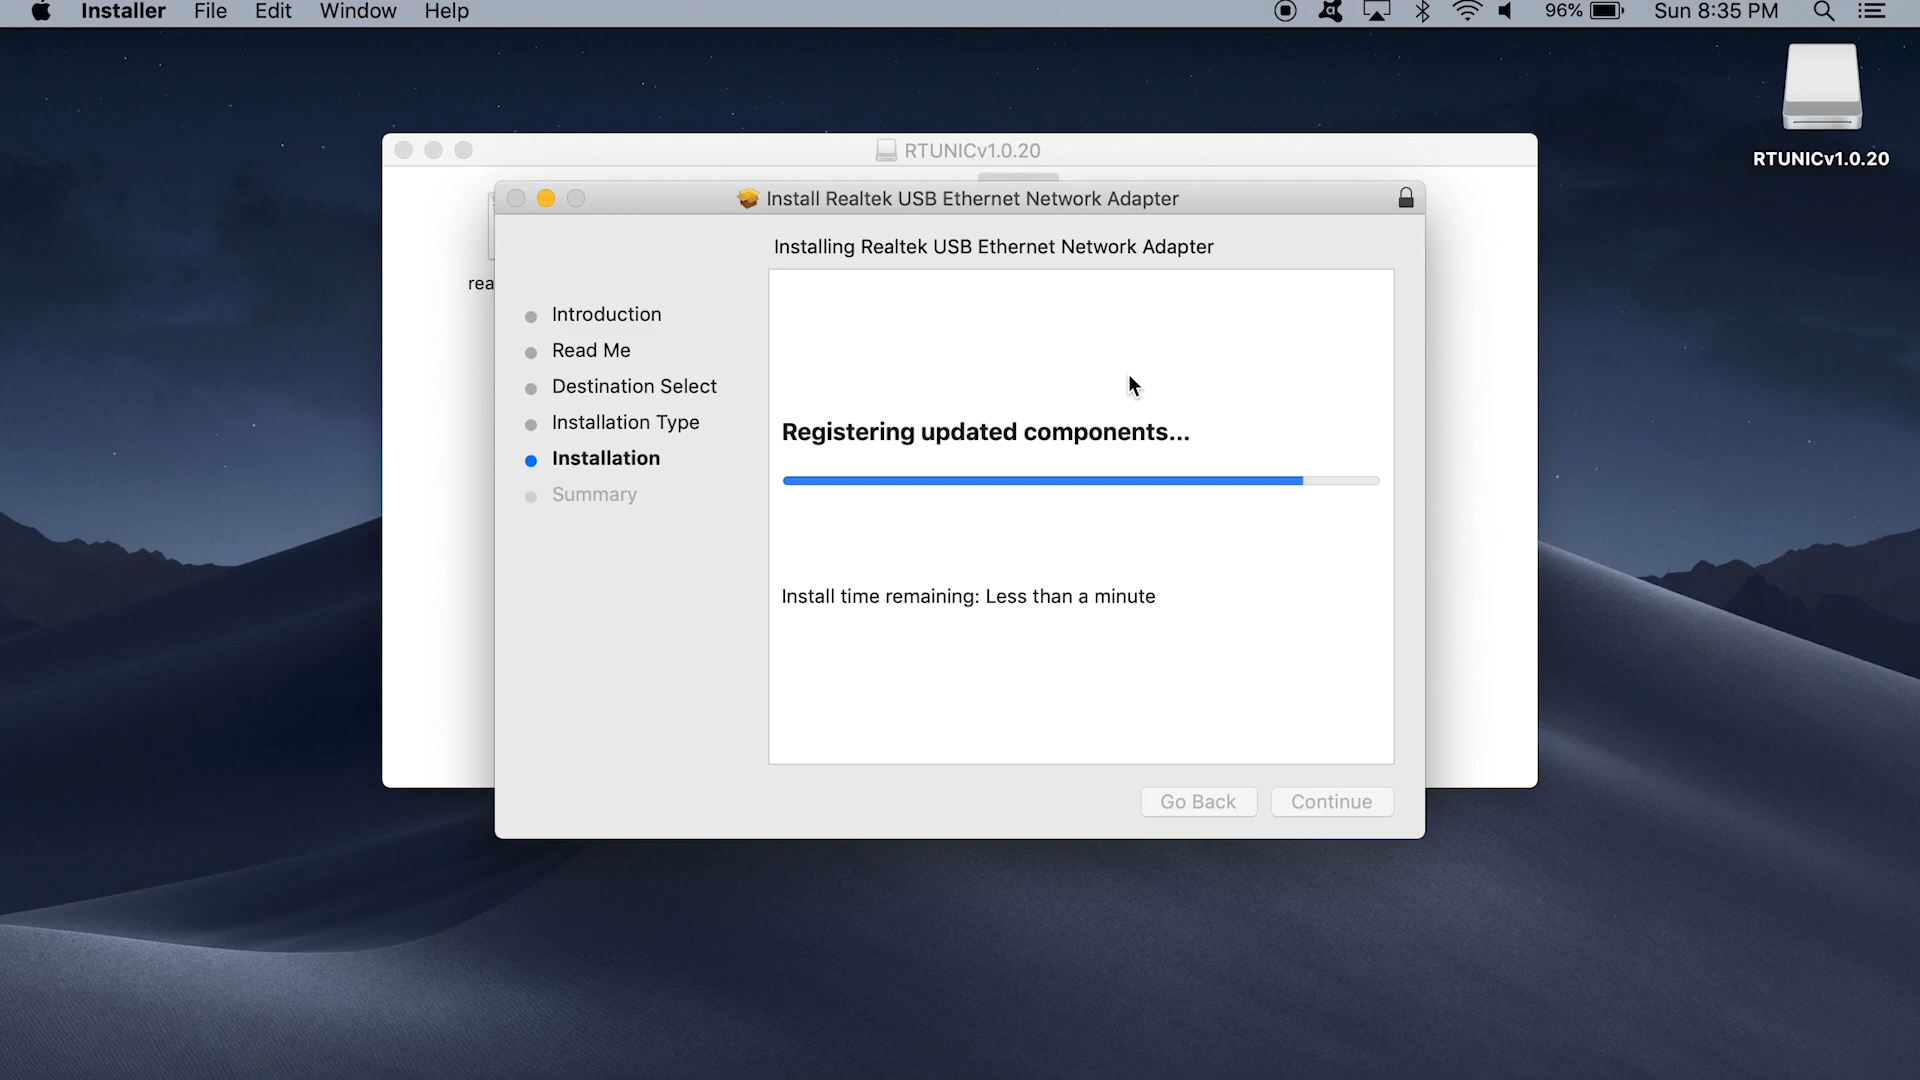 Installer File Edit Window Help 96% Sun 8:35 PM
RTUNICv1.0.20
RTUNICv1.0.20
Install Realtek USB Ethernet Network Adapter
Installing Realtek USB Ethernet Network Adapter
rea
Introduction
Read Me
Destination Select
Installation Type
Installation
Summary
Registering updated components...
Install time remaining: Less than a minute
Go Back Continue